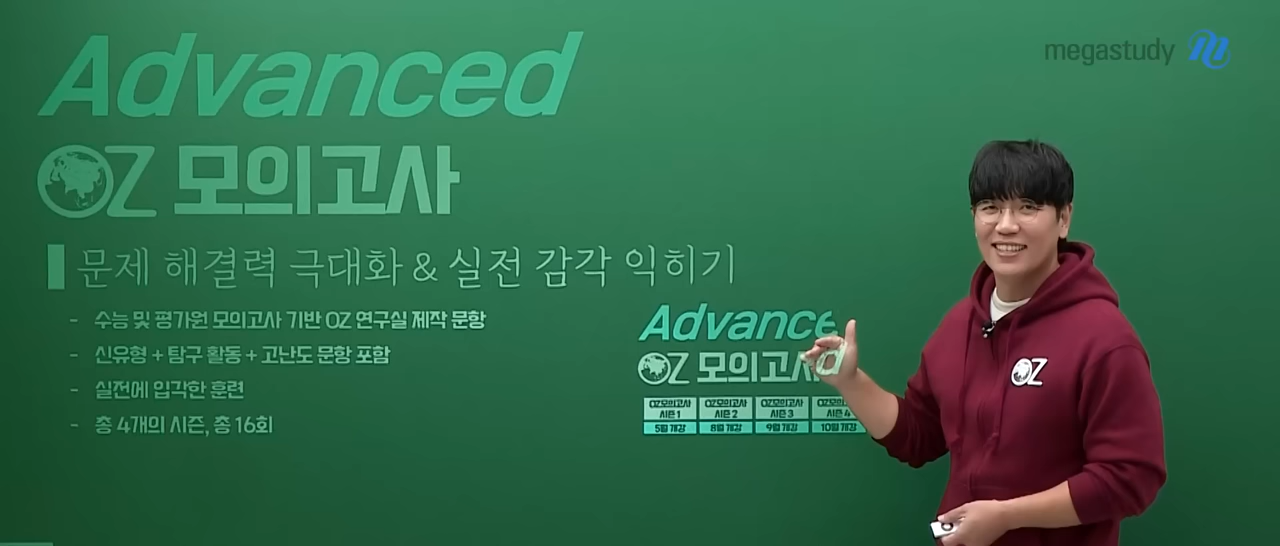 megastudy
Advanced
OZ 모의고사
문제 해결력 극대화 & 실전 감각 익히기
- 수능 및 평가원 모의고사 기반 OZ 연구실 제작 문항
- 신유형 + 탐구 활동 + 고난도 문항 포함
- 실전에 입각한 훈련
- 총 4개의 시즌, 총 16회
Advance
OZ 모의고사
OZ모의고사 OZ모의고사 OZ모의고사
시즌 1 시즌 2 시즌 3 시즌 4
5월 개강 8월 개강 9월 개강 10월 개강
OZ